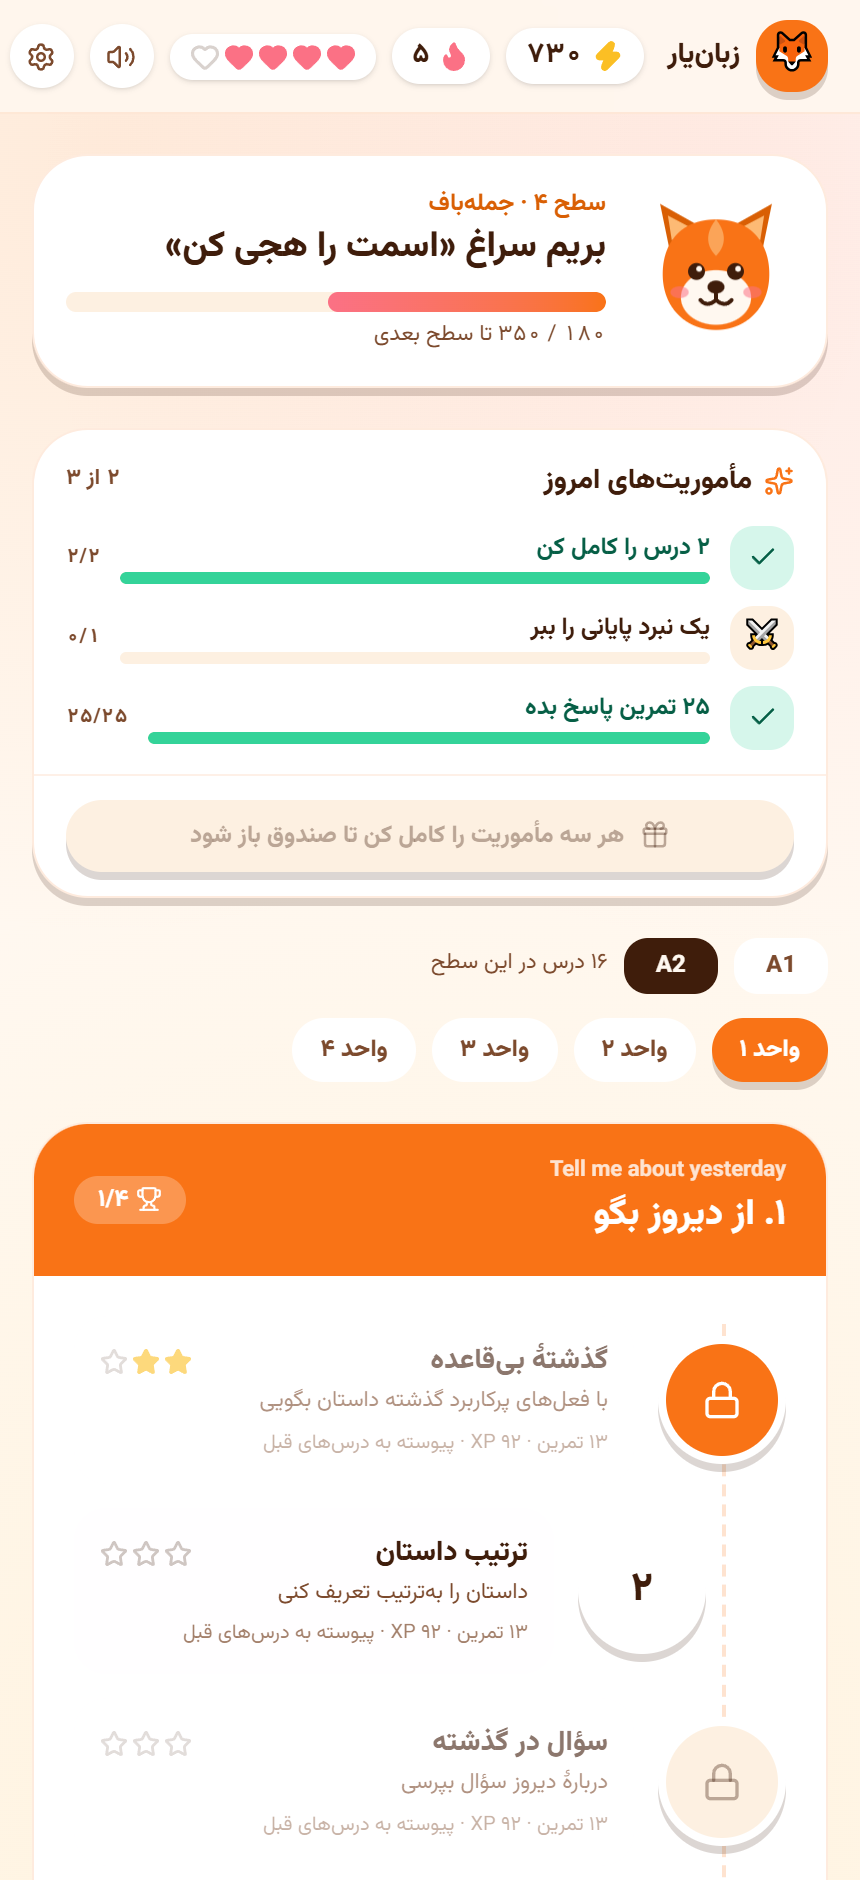 زبان‌یار
۷۳۰
۵
سطح ۴ · جمله‌باف
بریم سراغ «اسمت را هجی کن»
۱۸۰ / ۳۵۰ تا سطح بعدی
مأموریت‌های امروز
۲ از ۳
۲ درس را کامل کن
۲/۲
یک نبرد پایانی را ببر
۰/۱
۲۵ تمرین پاسخ بده
۲۵/۲۵
هر سه مأموریت را کامل کن تا صندوق باز شود
A1
A2
۱۶ درس در این سطح
واحد ۱
واحد ۲
واحد ۳
واحد ۴
Tell me about yesterday
۱. از دیروز بگو
۱/۴
گذشتهٔ بی‌قاعده
با فعل‌های پرکاربرد گذشته داستان بگویی
۱۳ تمرین · ۹۲ XP · پیوسته به درس‌های قبل
۲
ترتیب داستان
داستان را به‌ترتیب تعریف کنی
۱۳ تمرین · ۹۲ XP · پیوسته به درس‌های قبل
سؤال در گذشته
دربارهٔ دیروز سؤال بپرسی
۱۳ تمرین · ۹۲ XP · پیوسته به درس‌های قبل